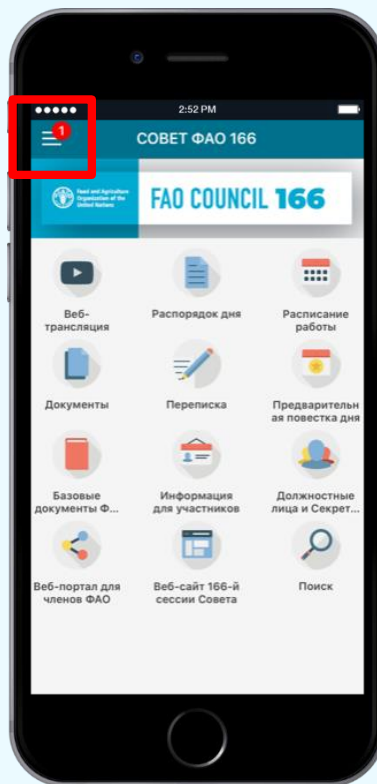 2:52 PM
1
СОВЕТ ФАО 166
Food and Agriculture
Organization of the
United Nations
FAO COUNCIL 166
Веб-
трансляция
Распорядок дня
Расписание
работы
Документы
Переписка
Предварительн
ая повестка дня
Базовые
документы Ф...
Информация
для участников
Должностные
лица и Секрет...
Веб-портал для
членов ФАО
Веб-сайт 166-й
сессии Совета
Поиск